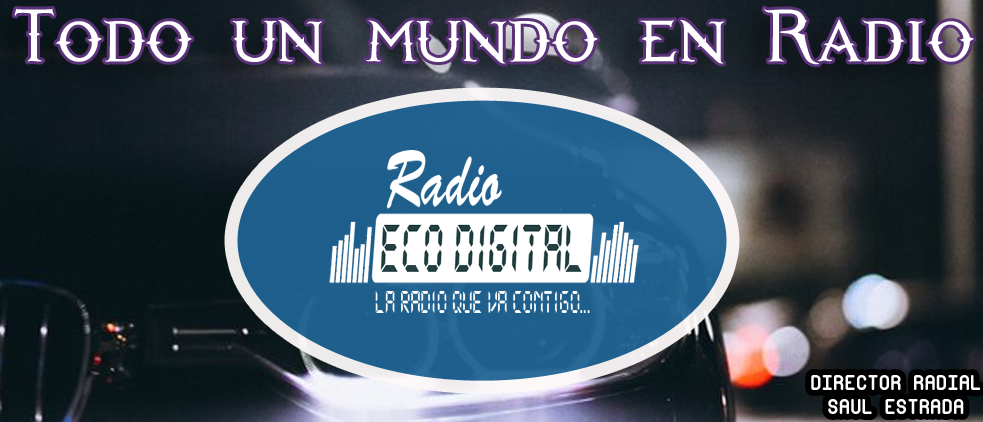 Todo un mundo en Radio
Radio
ECO DIGITAL
LA RADIO QUE VA CONTIGO...
DIRECTOR RADIAL
SAUL ESTRADA